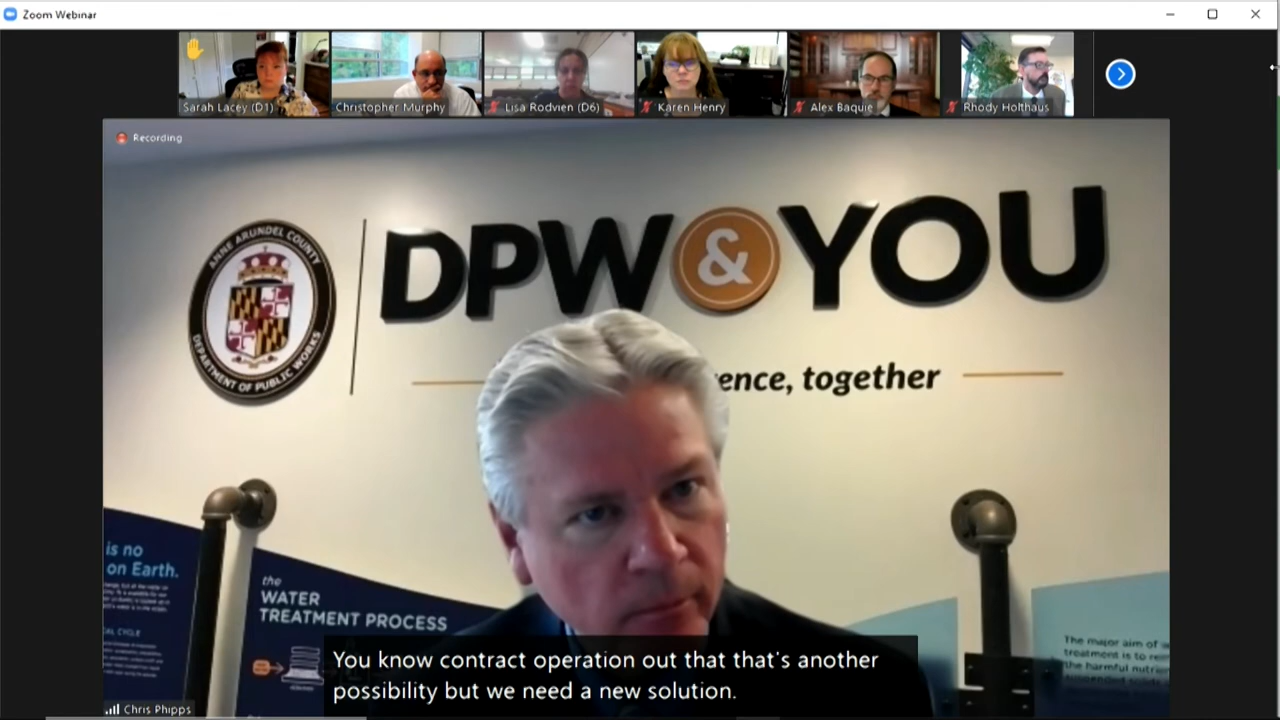 Zoom Webinar
Sarah Lacey (D1)
Christopher Murphy
Lisa Rodvien (D6)
Karen Henry
Alex Baquie
Rhody Holthaus
Recording
ANNE ARUNDEL COUNTY
DEPARTMENT OF PUBLIC WORKS
DPW & YOU
ence, together
is no
on Earth.
the
WATER
TREATMENT PROCESS
The major aim of
treatment is to
the harmful
You know contract operation out that that's another
possibility but we need a new solution.
Chris Phipps